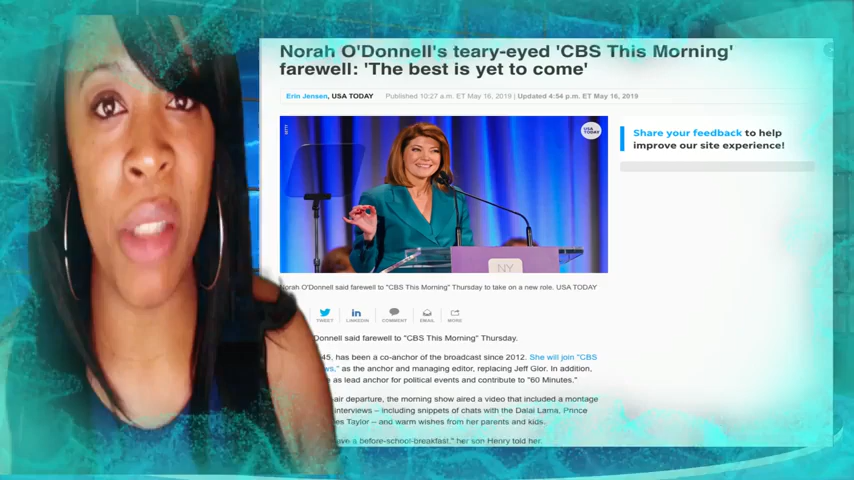 Norah O'Donnell's teary-eyed 'CBS This Morning'
farewell: 'The best is yet to come'
Erin Jensen, USA TODAY Published 10:27 a.m. ET May 16, 2019 | Updated 4:54 p.m. ET May 16, 2019
Share your feedback to help
improve our site experience!
GETTY
USA TODAY
NY
Norah O'Donnell said farewell to "CBS This Morning" Thursday to take on a new role. USA TODAY
TWEET LINKEDIN COMMENT EMAIL MORE
Donnell said farewell to "CBS This Morning" Thursday.
45, has been a co-anchor of the broadcast since 2012. She will join "CBS
as the anchor and managing editor, replacing Jeff Glor. In addition,
as lead anchor for political events and contribute to "60 Minutes."
air departure, the morning show aired a video that included a montage
interviews – including snippets of chats with the Dalai Lama, Prince
Taylor – and warm wishes from her parents and kids.
a before-school-breakfast," her son Henry told her.